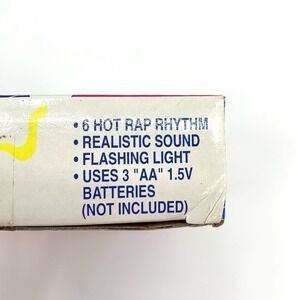 • 6 HOT RAP RHYTHM
• REALISTIC SOUND
• FLASHING LIGHT
• USES 3 "AA" 1.5V
BATTERIES
(NOT INCLUDED)